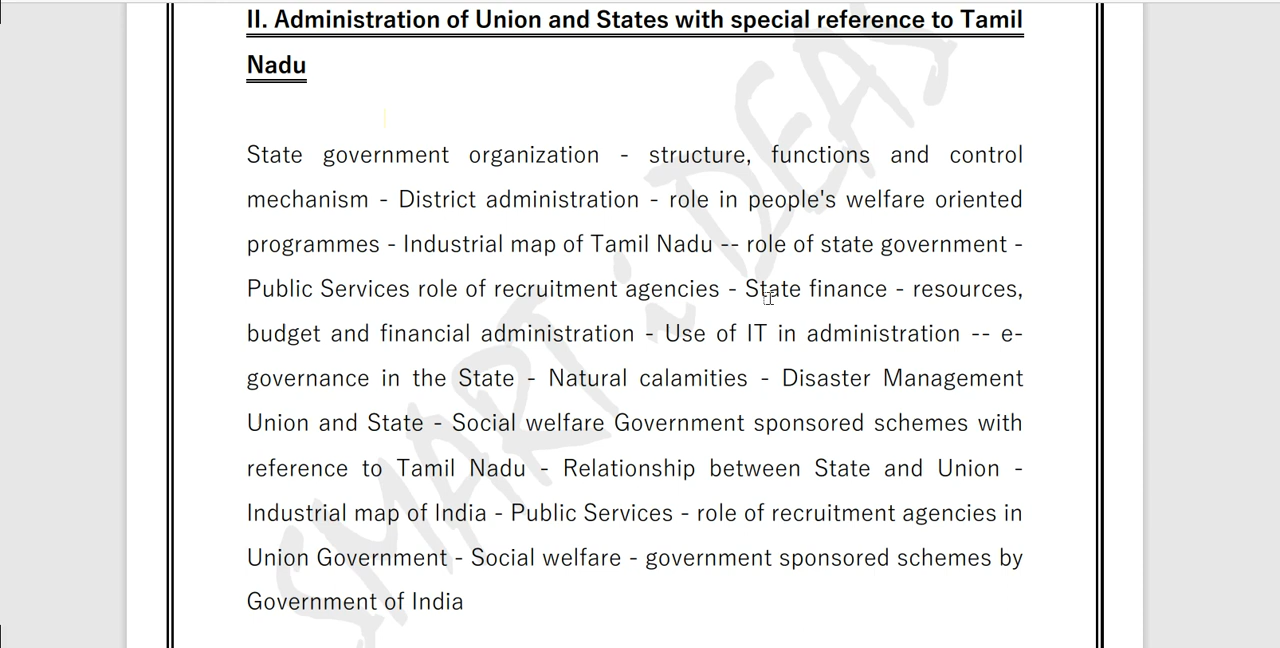 II. Administration of Union and States with special reference to Tamil
Nadu
State government organization - structure, functions and control
mechanism - District administration - role in people's welfare oriented
programmes - Industrial map of Tamil Nadu -- role of state government -
Public Services role of recruitment agencies - State finance - resources,
budget and financial administration - Use of IT in administration -- e-
governance in the State - Natural calamities - Disaster Management
Union and State - Social welfare Government sponsored schemes with
reference to Tamil Nadu - Relationship between State and Union -
Industrial map of India - Public Services - role of recruitment agencies in
Union Government - Social welfare - government sponsored schemes by
Government of India
SMART iDEAS